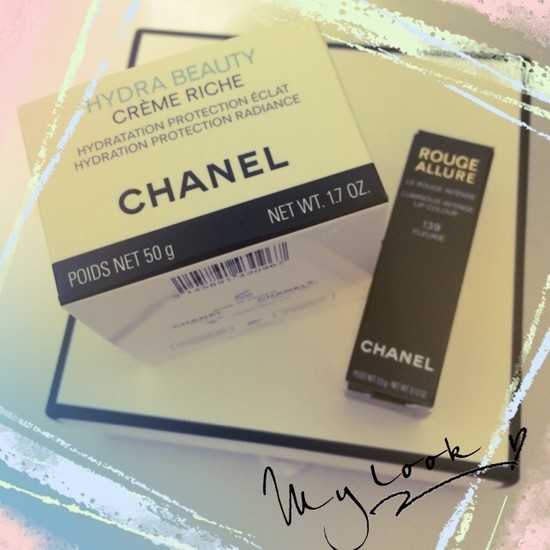 HYDRA BEAUTY
CRÈME RICHE
HYDRATATION PROTECTION ÉCLAT
HYDRATION PROTECTION RADIANCE
CHANEL
POIDS NET 50 g
NET WT. 1.7 OZ.
CHANEL
ROUGE
ALLURE
LE ROUGE INTENSE
LUMINOUS INTENSE
LIP COLOUR
139
FLEURIE
CHANEL
My Look